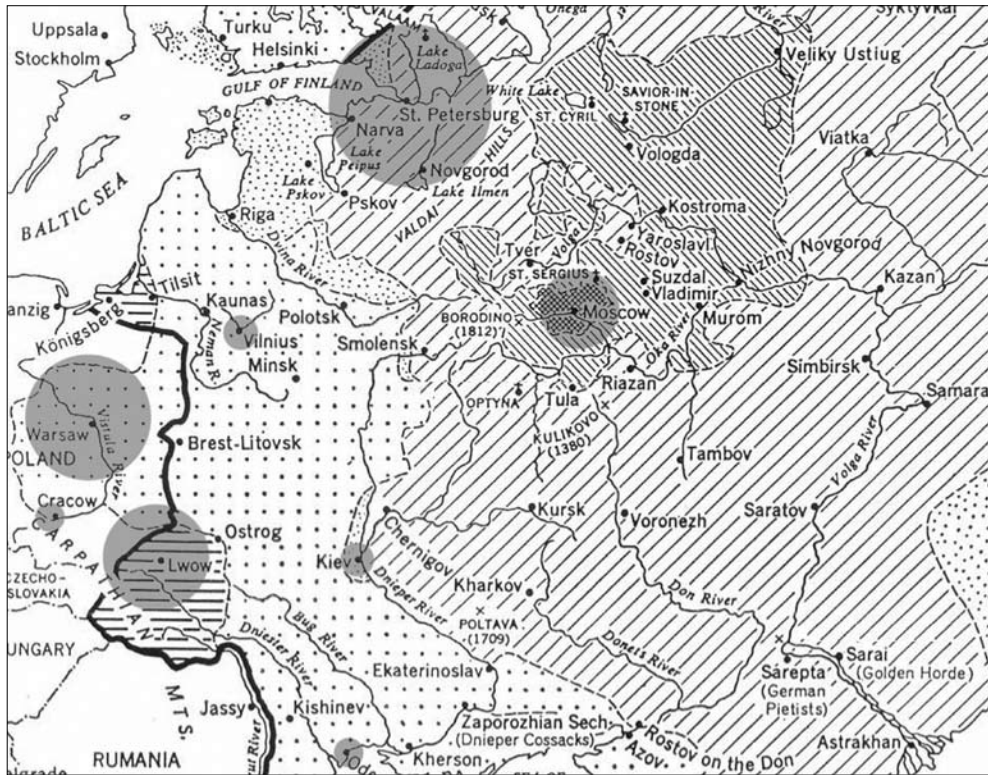 Uppsala
Stockholm
Turku
Helsinki
VALAAM
Lake
Ladoga
Onega
River
Syktyvkar
GULF OF FINLAND
St. Petersburg
Narva
Lake
Peipus
Novgorod
Lake Ilmen
Lake
Pskov
Pskov
VALDAI HILLS
White Lake
ST. CYRIL
SAVIOR-IN-
STONE
Vologda
Veliky Ustiug
Viatka
BALTIC SEA
Riga
Dvina River
Tver
Volga
Kostroma
Yaroslavl
Rostov
Nizhny Novgorod
Kazan
ST. SERGIUS
Suzdal
Vladimir
Moscow
Murom
BORODINO
(1812)
Oka River
anzig
Tilsit
Königsberg
Kaunas
Vilnius
Neman R.
Polotsk
Smolensk
Minsk
Riazan
Tula
OPTYNA
KULIKOVO
(1380)
Simbirsk
Samara
Volga River
Warsaw
POLAND
Vistula
River
Brest-Litovsk
Tambov
Cracow
Kursk
Voronezh
Saratov
CARPATHIAN
MTS.
Ostrog
Lwow
Kiev
Chernigov
Dnieper River
Kharkov
POLTAVA
(1709)
Don River
Donets River
CZECHO-
SLOVAKIA
Bug River
Dniester River
UNGARY
Ekaterinoslav
Sarepta
(German
Pietists)
Sarai
(Golden Horde)
Jassy
Kishinev
Zaporozhian Sech
(Dnieper Cossacks)
Rostov on the Don
Azov
Astrakhan
RUMANIA
Kherson
elgrade